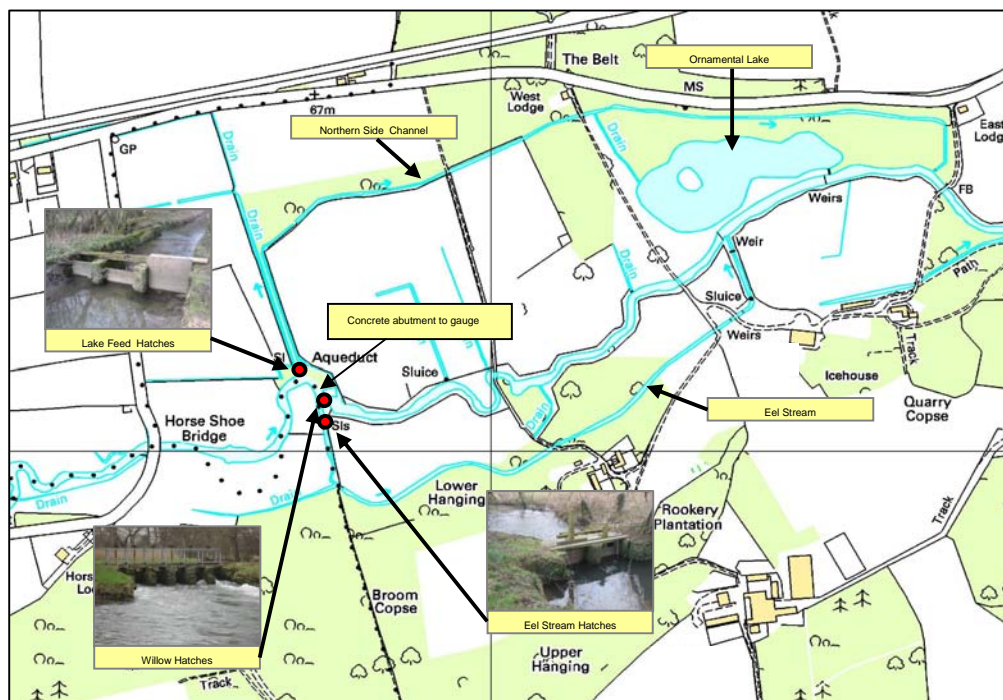 Ornamental Lake
The Belt
MS
67m
West
Lodge
Northern Side Channel
East
Lodg
GP
Drain
Drain
FB
Weirs
Drain
Weir
Path
Concrete abutment to gauge
Sluice
Lake Feed Hatches
Sl
Aqueduct
Weirs
Sluice
Track
Icehouse
Eel Stream
Quarry
Copse
Horse Shoe
Bridge
Sls
Drain
Lower
Hanging
Drain
Drain
Rookery
Plantation
Track
Hors
Lo
Broom
Copse
Eel Stream Hatches
Willow Hatches
Upper
Hanging
Track